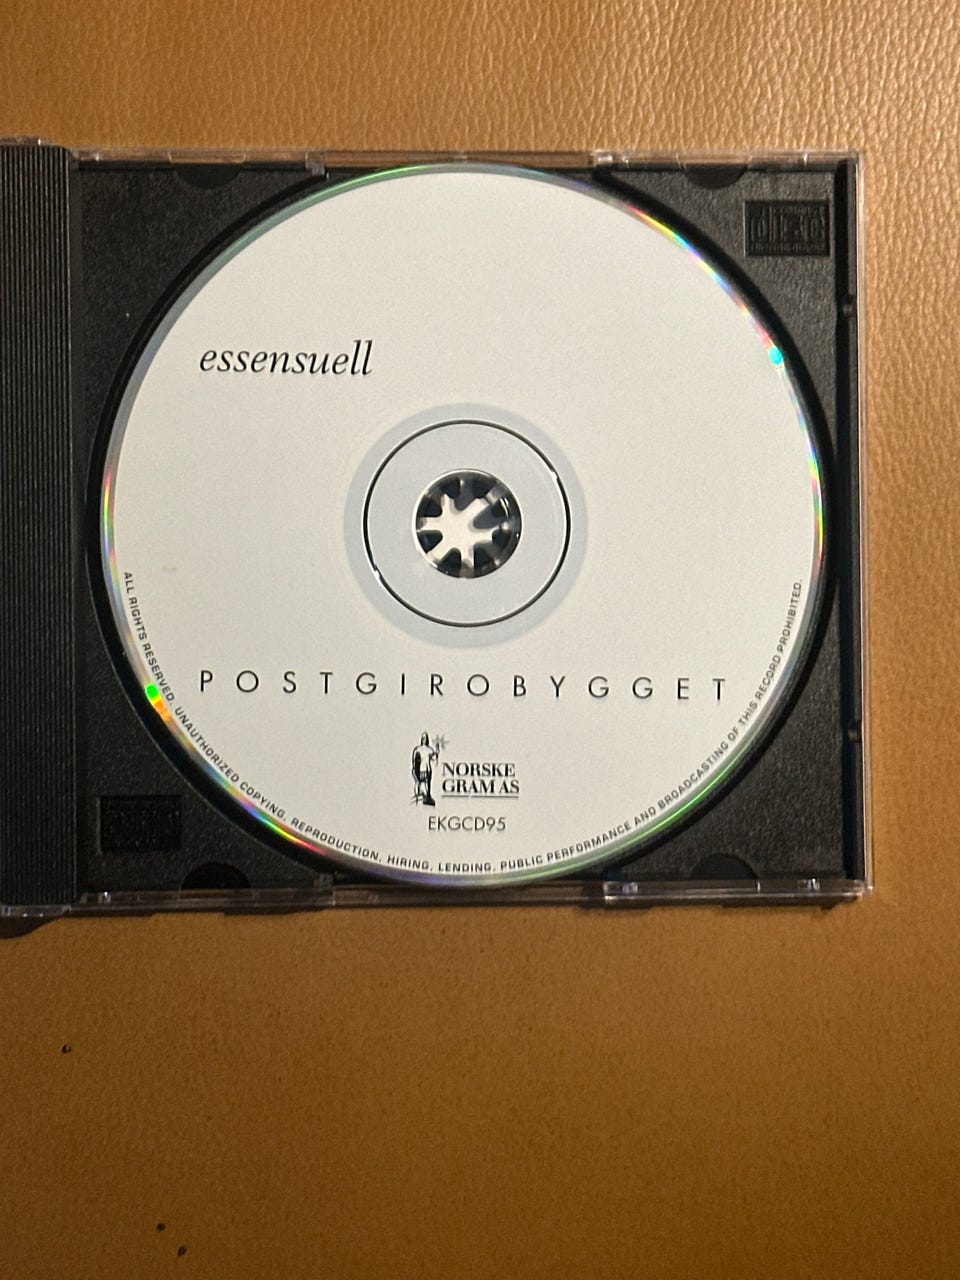 essensuell
POSTGIROBYGGET
NORSKE
GRAM AS
EKGCD95
ALL RIGHTS RESERVED. UNAUTHORIZED COPYING, REPRODUCTION, HIRING, LENDING, PUBLIC PERFORMANCE AND BROADCASTING OF THIS RECORD PROHIBITED.